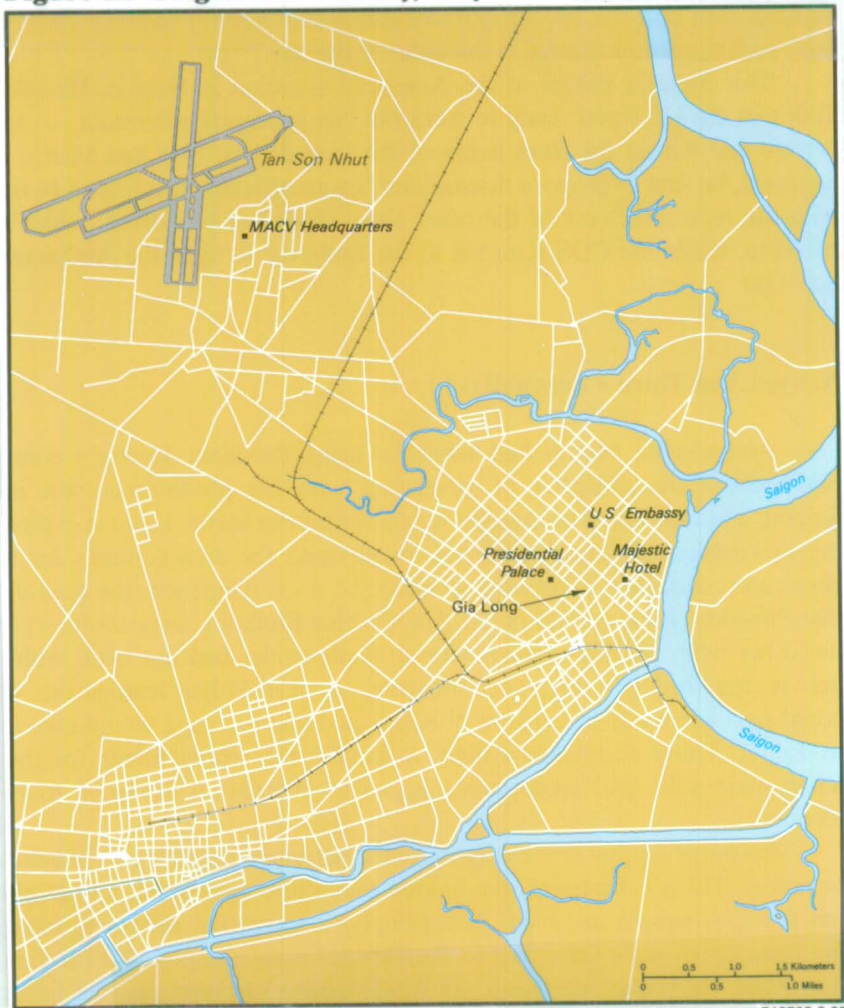 Tan Son Nhut
MACV Headquarters
Saigon
U S Embassy
Presidential
Palace
Majestic
Hotel
Gia Long
Saigon
0 0.5 1.0 1.5 Kilometers
0 0.5 1.0 Miles